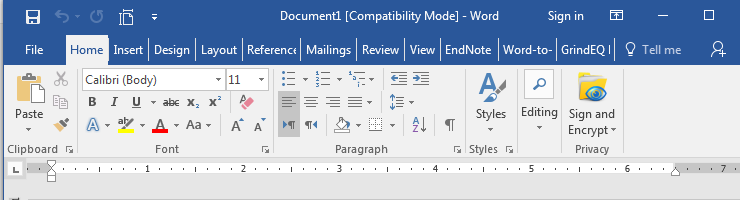 Document1 [Compatibility Mode] - Word Sign in
File Home Insert Design Layout Reference Mailings Review View EndNote Word-to- GrindEQ Tell me
Calibri (Body) 11
Paste
B I U abc x₂ x²
A ab A Aa A A
Styles Editing Sign and
Encrypt
Clipboard Font Paragraph Styles Privacy
L 1 2 3 4 5 6 7